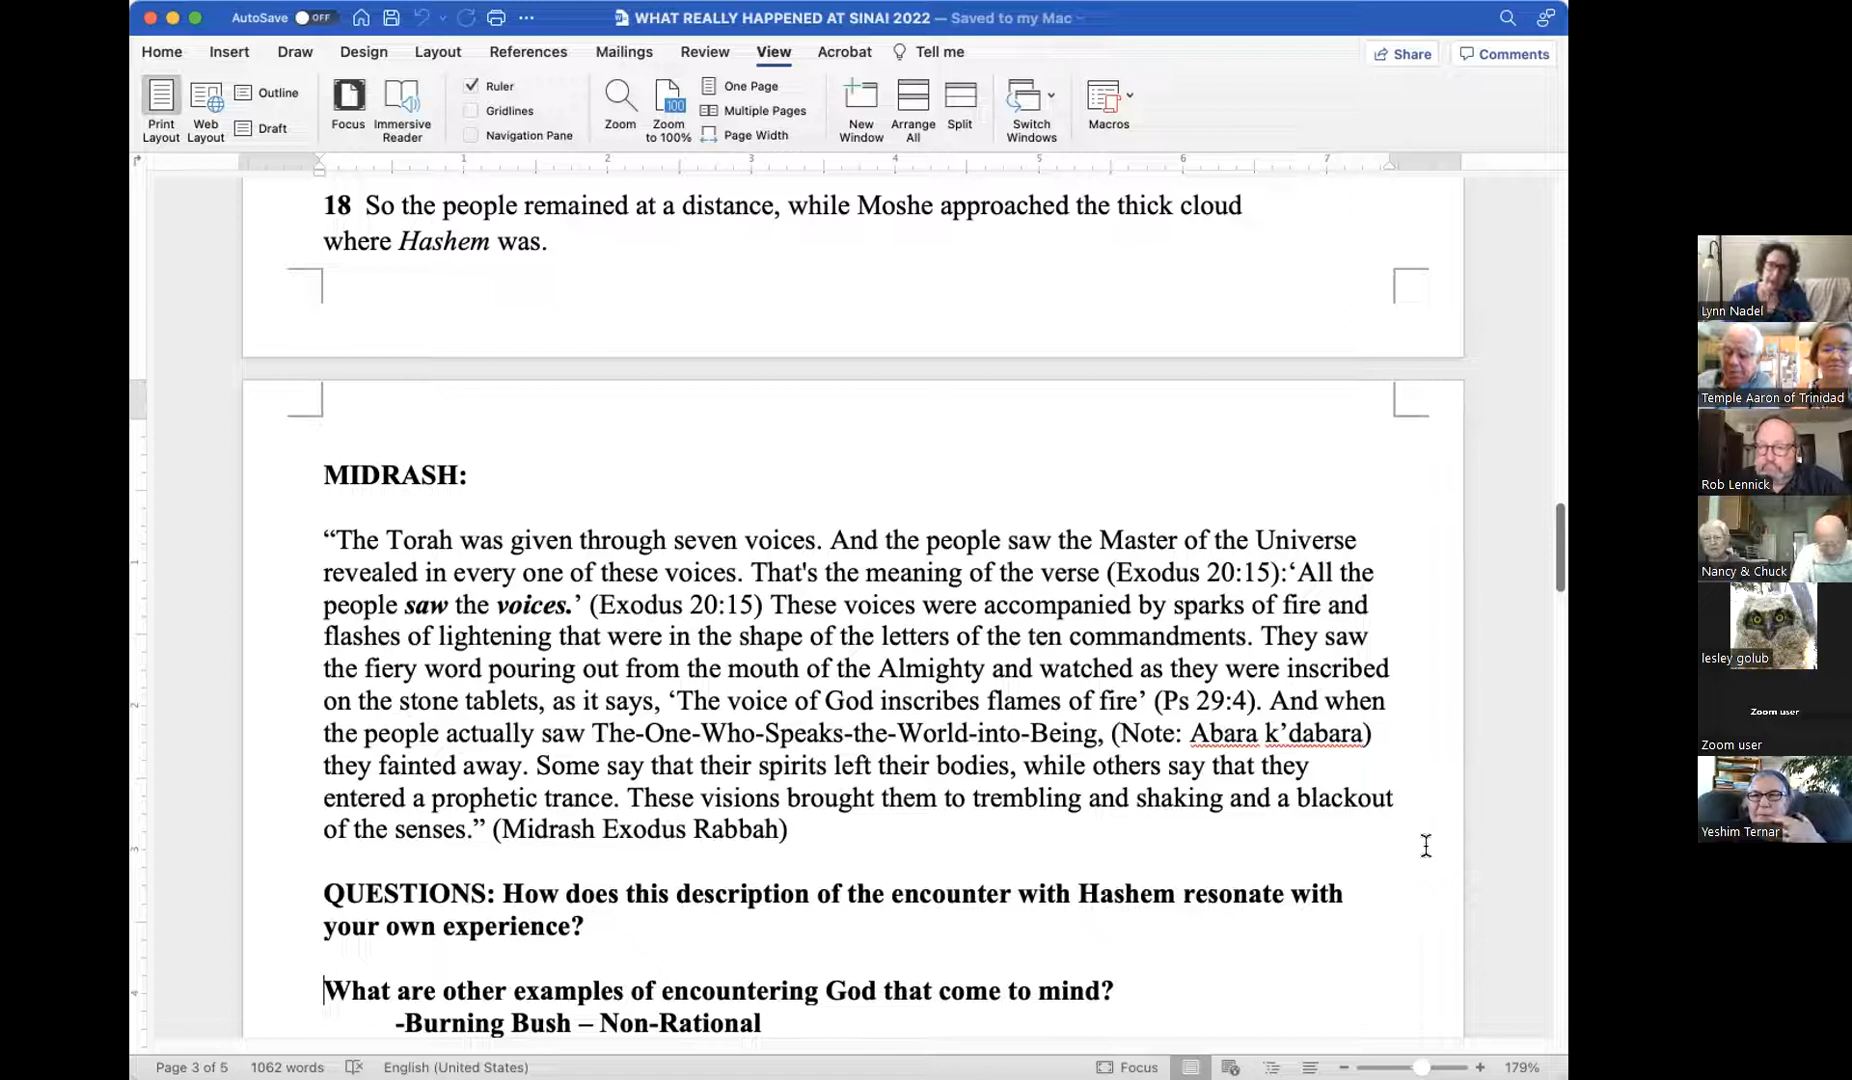 AutoSave OFF
WHAT REALLY HAPPENED AT SINAI 2022 — Saved to my Mac
Home Insert Draw Design Layout References Mailings Review View Acrobat Tell me
Share Comments
Print Layout
Web Layout
Outline
Draft
Focus
Immersive Reader
Ruler
Gridlines
Navigation Pane
Zoom
100
Zoom to 100%
One Page
Multiple Pages
Page Width
New Window
Arrange All
Split
Switch Windows
Macros
1 2 3 4 5 6 7
18 So the people remained at a distance, while Moshe approached the thick cloud
where Hashem was.
MIDRASH:
“The Torah was given through seven voices. And the people saw the Master of the Universe
revealed in every one of these voices. That's the meaning of the verse (Exodus 20:15):‘All the
people saw the voices.’ (Exodus 20:15) These voices were accompanied by sparks of fire and
flashes of lightening that were in the shape of the letters of the ten commandments. They saw
the fiery word pouring out from the mouth of the Almighty and watched as they were inscribed
on the stone tablets, as it says, ‘The voice of God inscribes flames of fire’ (Ps 29:4). And when
the people actually saw The-One-Who-Speaks-the-World-into-Being, (Note: Abara k’dabara)
they fainted away. Some say that their spirits left their bodies, while others say that they
entered a prophetic trance. These visions brought them to trembling and shaking and a blackout
of the senses.” (Midrash Exodus Rabbah)
QUESTIONS: How does this description of the encounter with Hashem resonate with
your own experience?
What are other examples of encountering God that come to mind?
-Burning Bush – Non-Rational
1
2
3
4
Page 3 of 5 1062 words English (United States) Focus 179%
Lynn Nadel
Temple Aaron of Trinidad
Rob Lennick
Nancy & Chuck
lesley golub
Zoom user
Zoom user
Yeshim Ternar